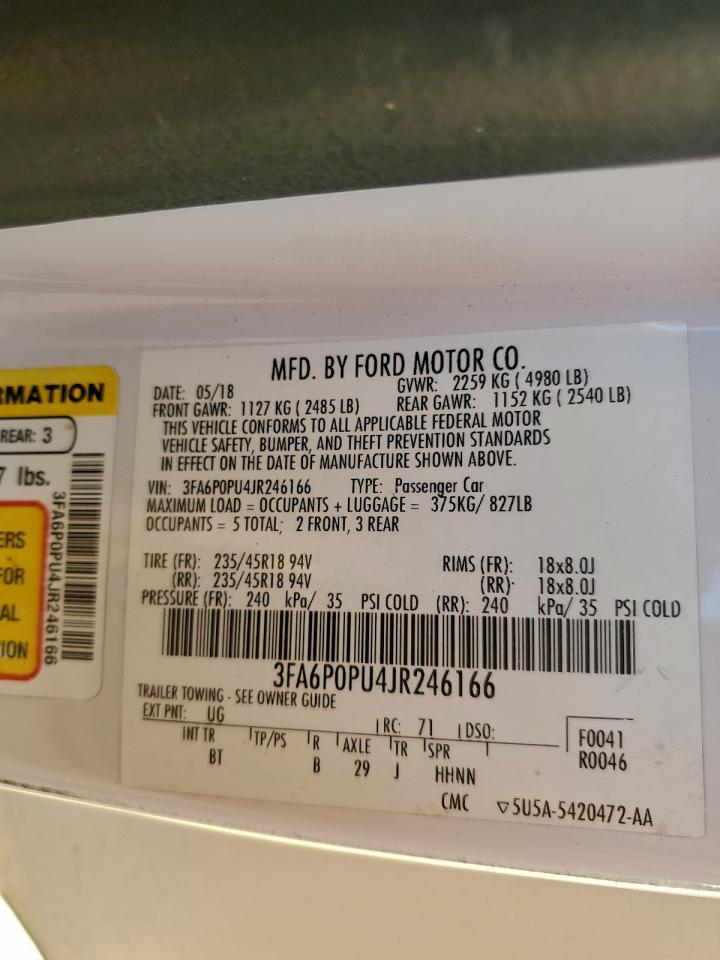 MFD. BY FORD MOTOR CO.
DATE: 05/18 GVWR: 2259 KG ( 4980 LB)
FRONT GAWR: 1127 KG ( 2485 LB) REAR GAWR: 1152 KG ( 2540 LB)
THIS VEHICLE CONFORMS TO ALL APPLICABLE FEDERAL MOTOR
VEHICLE SAFETY, BUMPER, AND THEFT PREVENTION STANDARDS
IN EFFECT ON THE DATE OF MANUFACTURE SHOWN ABOVE.
VIN: 3FA6P0PU4JR246166 TYPE: Passenger Car
MAXIMUM LOAD = OCCUPANTS + LUGGAGE = 375KG/ 827LB
OCCUPANTS = 5 TOTAL; 2 FRONT, 3 REAR
TIRE (FR): 235/45R18 94V RIMS (FR): 18x8.0J
(RR): 235/45R18 94V (RR): 18x8.0J
PRESSURE (FR): 240 kPa/ 35 PSI COLD (RR): 240 kPa/ 35 PSI COLD
3FA6P0PU4JR246166
TRAILER TOWING - SEE OWNER GUIDE
EXT PNT: UG RC: 71 DSO:
INT TR TP/PS R AXLE TR SPR F0041
BT B 29 J HHNN R0046
CMC ▽5U5A-5420472-AA
RMATION
REAR: 3
7 lbs.
3FA6P0PU4JR246166
ERS
FOR
AL
ION